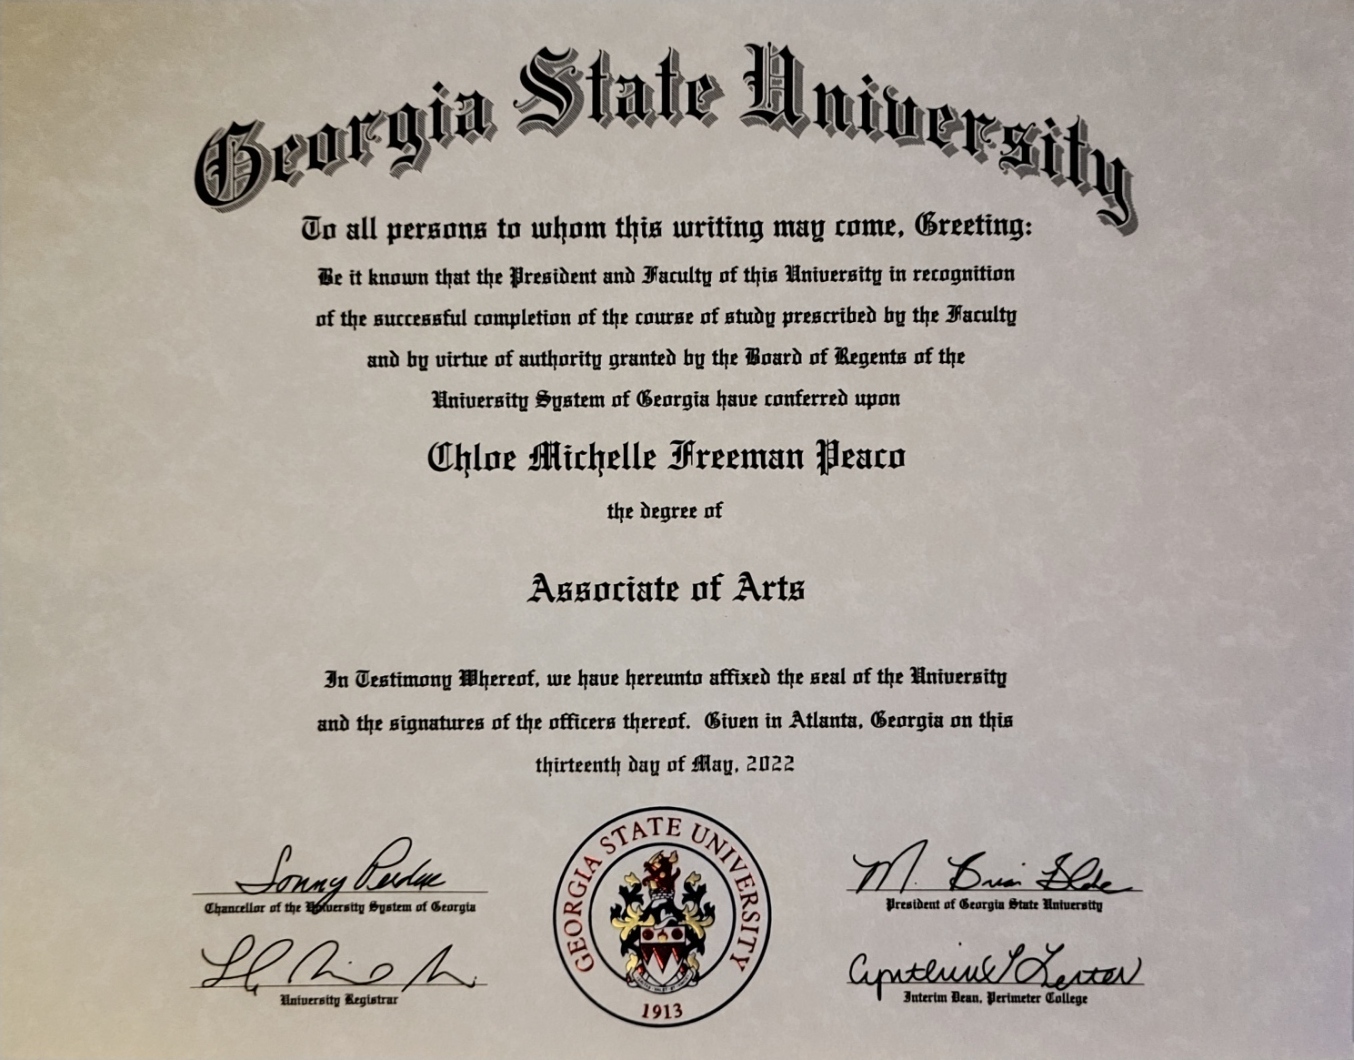 Georgia State University
To all persons to whom this writing may come, Greeting:
Be it known that the President and Faculty of this University in recognition
of the successful completion of the course of study prescribed by the Faculty
and by virtue of authority granted by the Board of Regents of the
University System of Georgia have conferred upon
Chloe Michelle Freeman Peaco
the degree of
Associate of Arts
In Testimony Whereof, we have hereunto affixed the seal of the University
and the signatures of the officers thereof. Given in Atlanta, Georgia on this
thirteenth day of May, 2022
Sonny Perdue
Chancellor of the University System of Georgia
University Registrar
GEORGIA STATE UNIVERSITY
1913
M. Brian Blake
President of Georgia State University
Interim Dean, Perimeter College